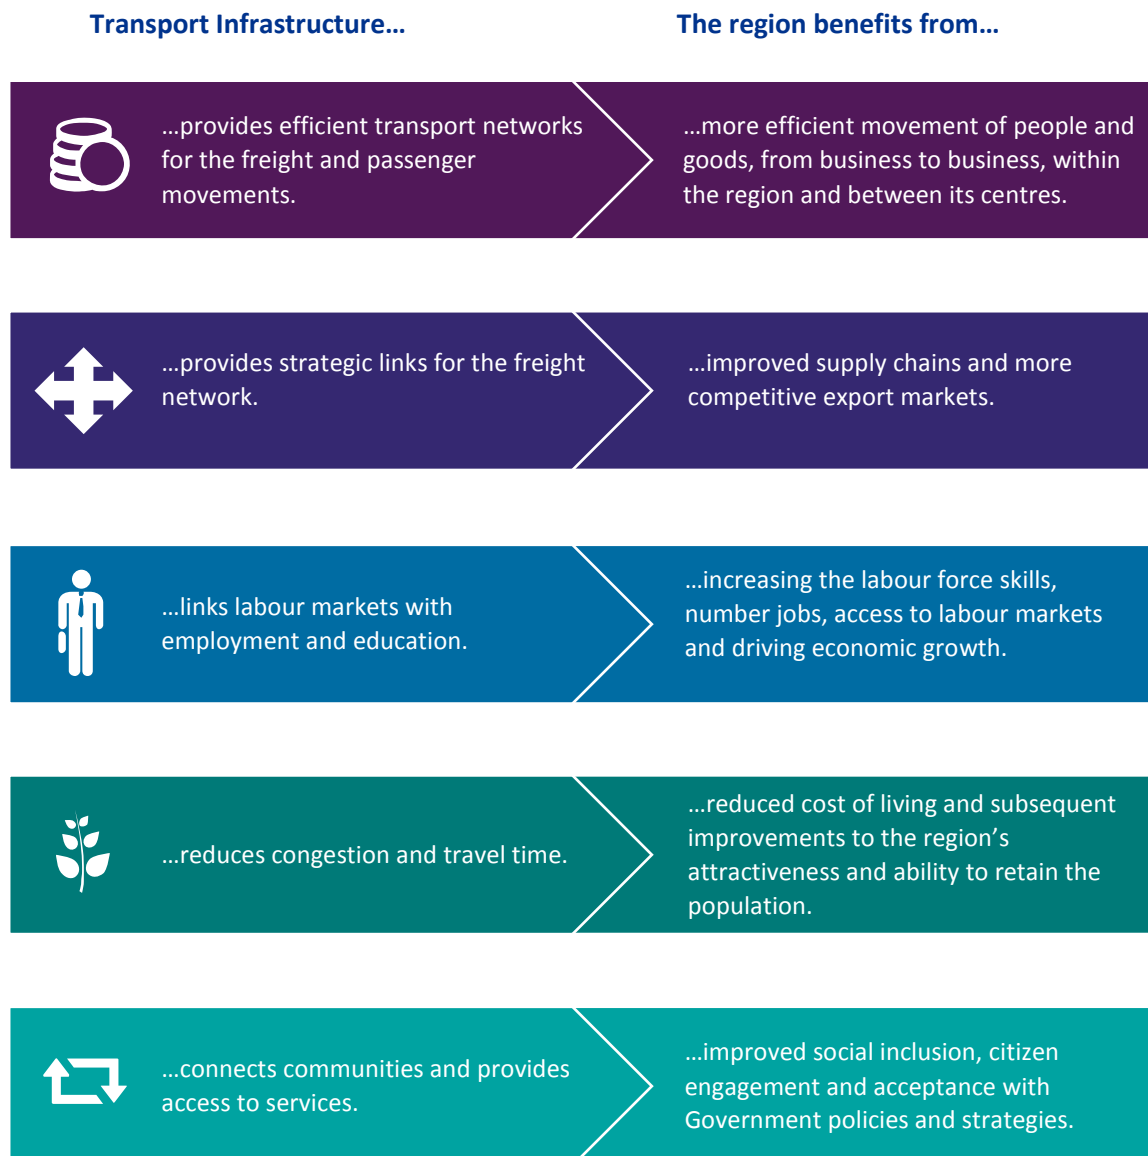 Transport Infrastructure…
The region benefits from…
…provides efficient transport networks
for the freight and passenger
movements.
…more efficient movement of people and
goods, from business to business, within
the region and between its centres.
…provides strategic links for the freight
network.
…improved supply chains and more
competitive export markets.
…links labour markets with
employment and education.
…increasing the labour force skills,
number jobs, access to labour markets
and driving economic growth.
…reduces congestion and travel time.
…reduced cost of living and subsequent
improvements to the region’s
attractiveness and ability to retain the
population.
…connects communities and provides
access to services.
…improved social inclusion, citizen
engagement and acceptance with
Government policies and strategies.